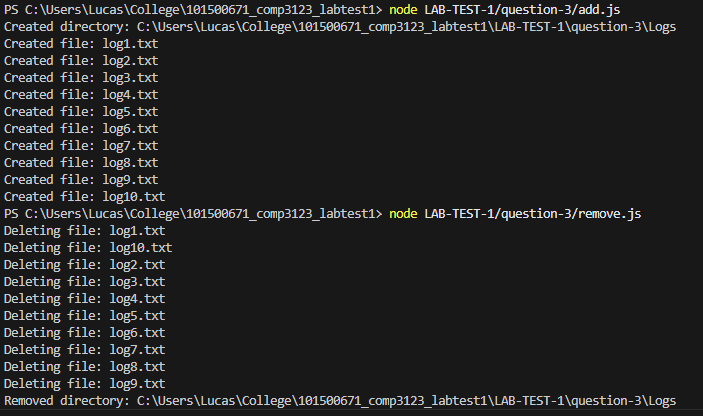 PS C:\Users\Lucas\College\101500671_comp3123_labtest1> node LAB-TEST-1/question-3/add.js
Created directory: C:\Users\Lucas\College\101500671_comp3123_labtest1\LAB-TEST-1\question-3\Logs
Created file: log1.txt
Created file: log2.txt
Created file: log3.txt
Created file: log4.txt
Created file: log5.txt
Created file: log6.txt
Created file: log7.txt
Created file: log8.txt
Created file: log9.txt
Created file: log10.txt
PS C:\Users\Lucas\College\101500671_comp3123_labtest1> node LAB-TEST-1/question-3/remove.js
Deleting file: log1.txt
Deleting file: log10.txt
Deleting file: log2.txt
Deleting file: log3.txt
Deleting file: log4.txt
Deleting file: log5.txt
Deleting file: log6.txt
Deleting file: log7.txt
Deleting file: log8.txt
Deleting file: log9.txt
Removed directory: C:\Users\Lucas\College\101500671_comp3123_labtest1\LAB-TEST-1\question-3\Logs